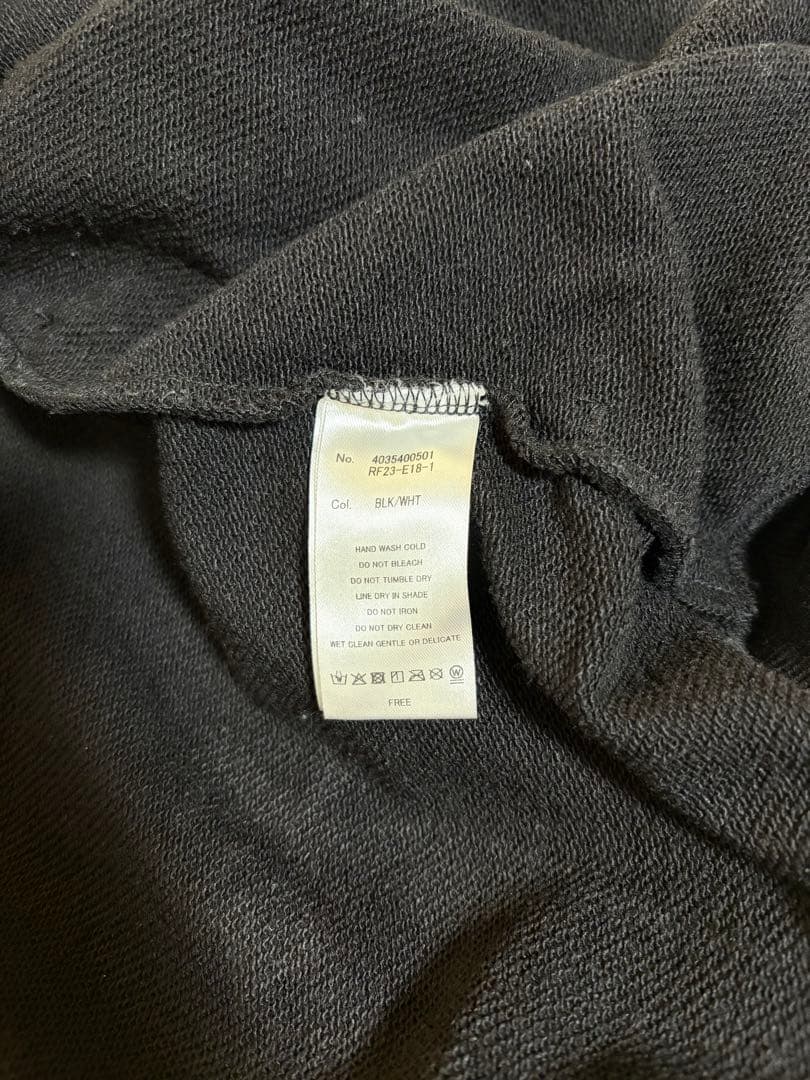 No. 4035400501
RF23-E18-1
Col. BLK/WHT
HAND WASH COLD
DO NOT BLEACH
DO NOT TUMBLE DRY
LINE DRY IN SHADE
DO NOT IRON
DO NOT DRY CLEAN
WET CLEAN GENTLE OR DELICATE
W
FREE